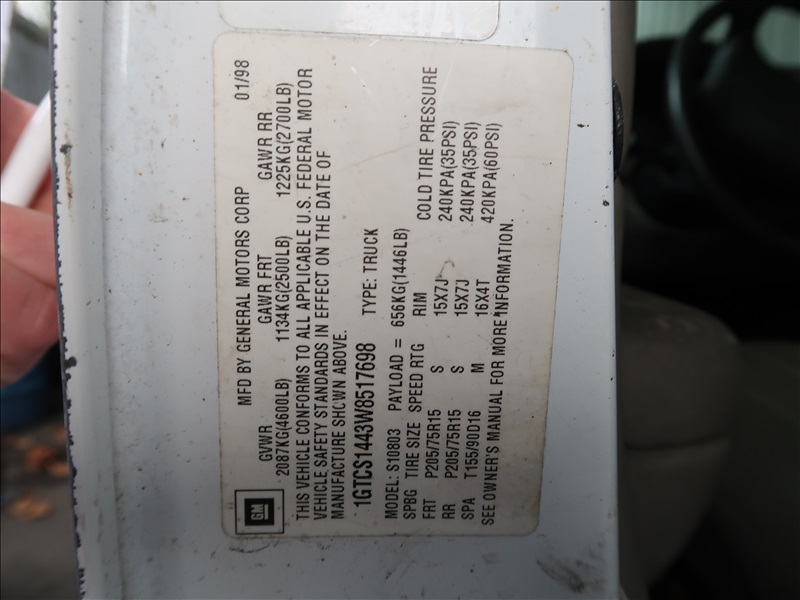 GM
MFD BY GENERAL MOTORS CORP 01/98
GVWR GAWR FRT GAWR RR
2087KG(4600LB) 1134KG(2500LB) 1225KG(2700LB)
THIS VEHICLE CONFORMS TO ALL APPLICABLE U.S. FEDERAL MOTOR
VEHICLE SAFETY STANDARDS IN EFFECT ON THE DATE OF
MANUFACTURE SHOWN ABOVE.
1GTCS1443W8517698 TYPE: TRUCK
MODEL: S10803 PAYLOAD = 656KG(1446LB)
SPBG TIRE SIZE SPEED RTG RIM COLD TIRE PRESSURE
FRT P205/75R15 S 15X7J 240KPA(35PSI)
RR P205/75R15 S 15X7J 240KPA(35PSI)
SPA T155/90D16 M 16X4T 420KPA(60PSI)
SEE OWNER'S MANUAL FOR MORE INFORMATION.